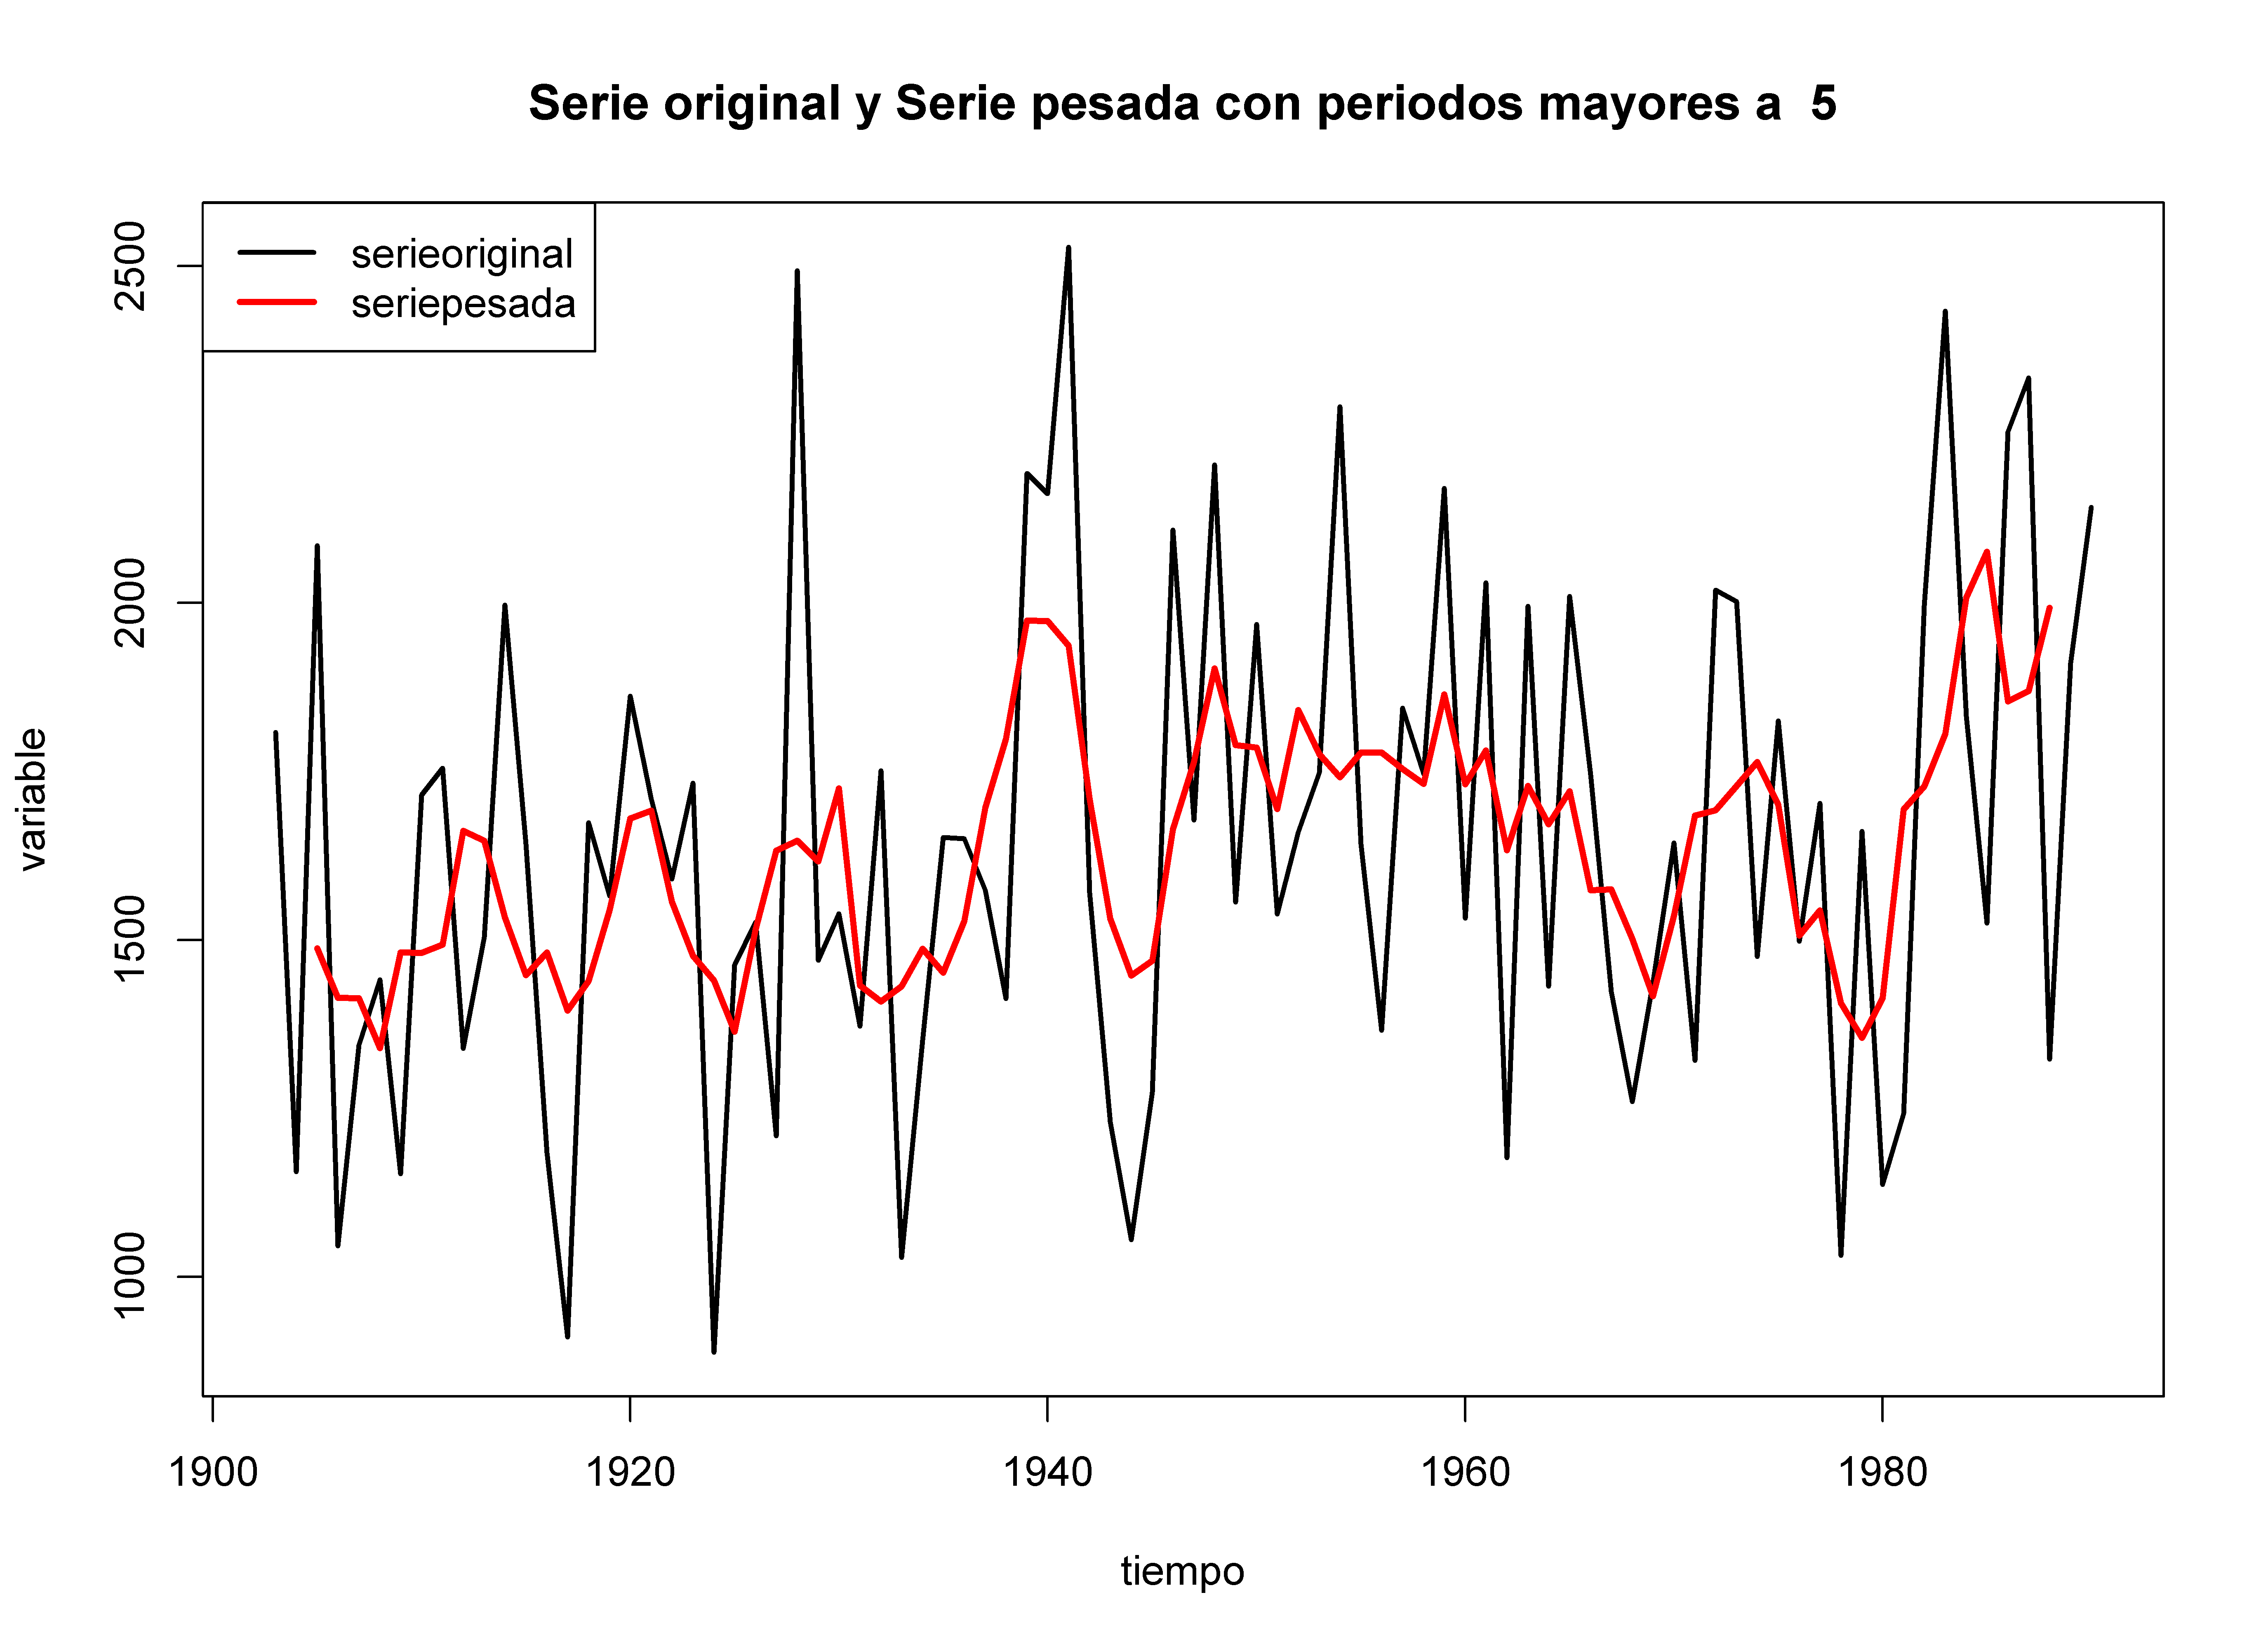 Serie original y Serie pesada con periodos mayores a  5
serieoriginal
seriepesada
2500
2000
1500
1000
variable
1900 1920 1940 1960 1980
tiempo